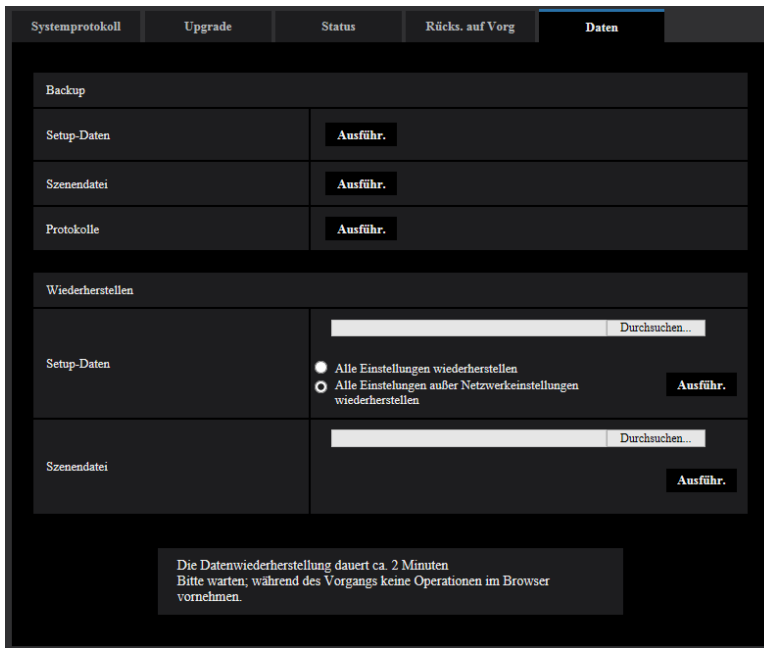 Systemprotokoll Upgrade Status Rücks. auf Vorg Daten
Backup
Setup-Daten Ausführ.
Szenendatei Ausführ.
Protokolle Ausführ.
Wiederherstellen
Durchsuchen...
Setup-Daten
Alle Einstellungen wiederherstellen
Alle Einstelungen außer Netzwerkeinstellungen
wiederherstellen
Ausführ.
Durchsuchen...
Szenendatei
Ausführ.
Die Datenwiederherstellung dauert ca. 2 Minuten
Bitte warten; während des Vorgangs keine Operationen im Browser
vornehmen.